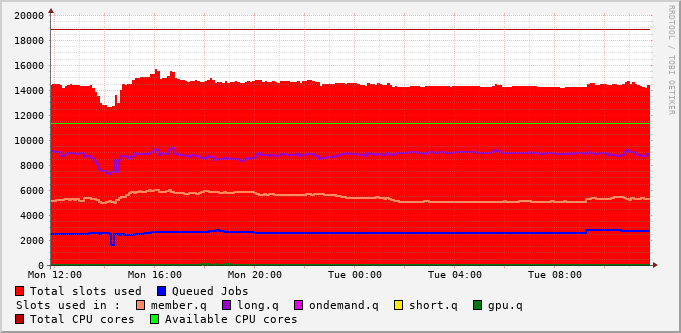 20000
18000
16000
14000
12000
10000
8000
6000
4000
2000
0
Mon 12:00 Mon 16:00 Mon 20:00 Tue 00:00 Tue 04:00 Tue 08:00
Total slots used Queued Jobs
Slots used in : member.q long.q ondemand.q short.q gpu.q
Total CPU cores Available CPU cores
RRDTOOL / TOBI OETIKER